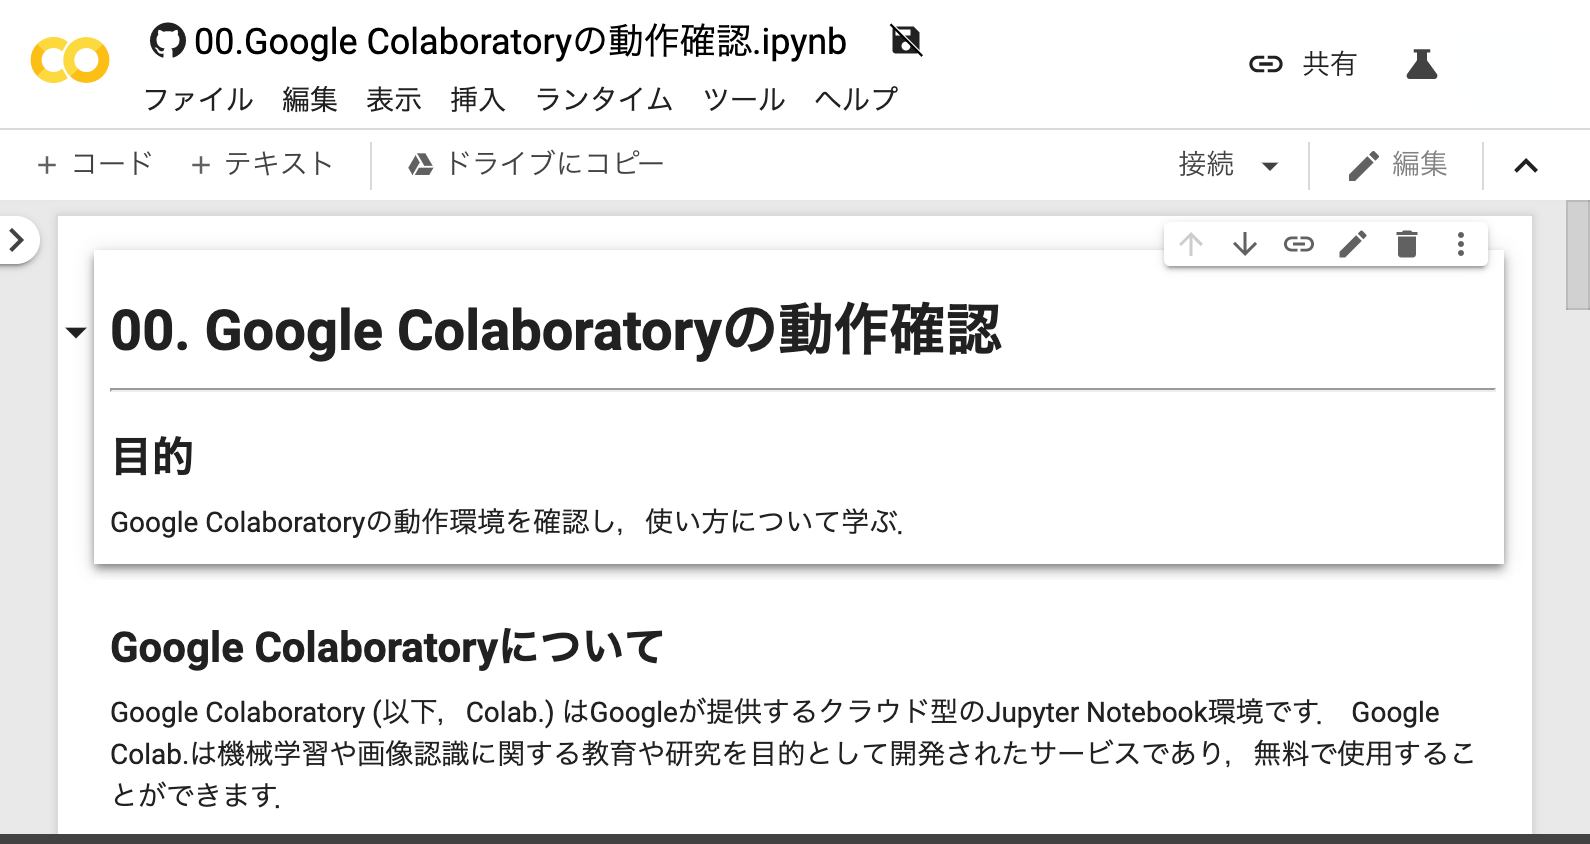 00.Google Colaboratoryの動作確認.ipynb
ファイル 編集 表示 挿入 ランタイム ツール ヘルプ
共有
+ コード + テキスト ドライブにコピー
接続 編集
00. Google Colaboratoryの動作確認
目的
Google Colaboratoryの動作環境を確認し，使い方について学ぶ．
Google Colaboratoryについて
Google Colaboratory (以下，Colab.) はGoogleが提供するクラウド型のJupyter Notebook環境です． Google
Colab.は機械学習や画像認識に関する教育や研究を目的として開発されたサービスであり，無料で使用するこ
とができます．